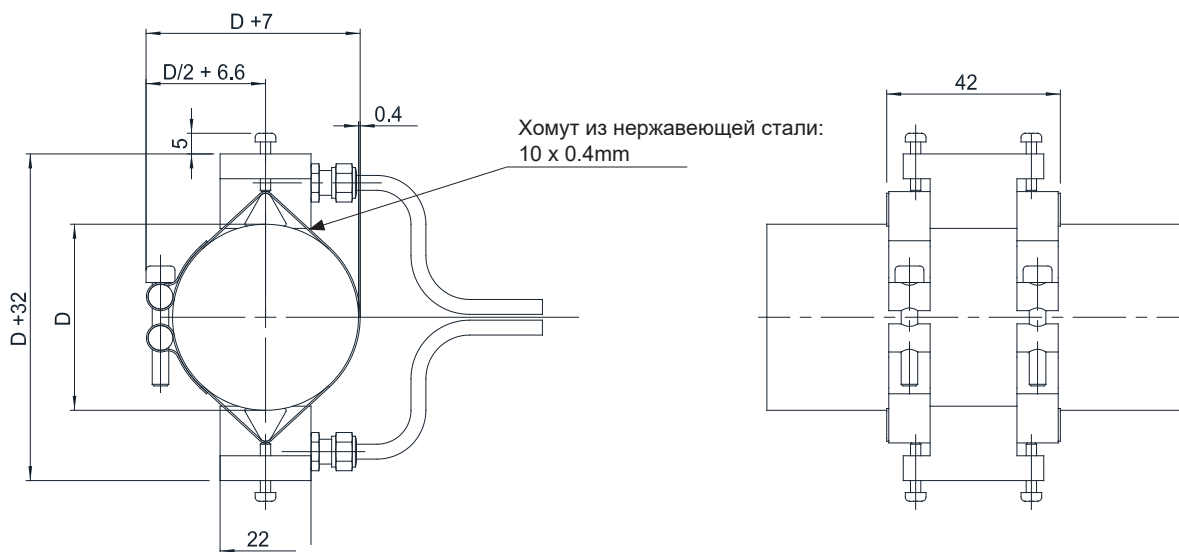 D +7
D/2 + 6.6
42
0.4
5
Хомут из нержавеющей стали:
10 x 0.4mm
D +32
D
22